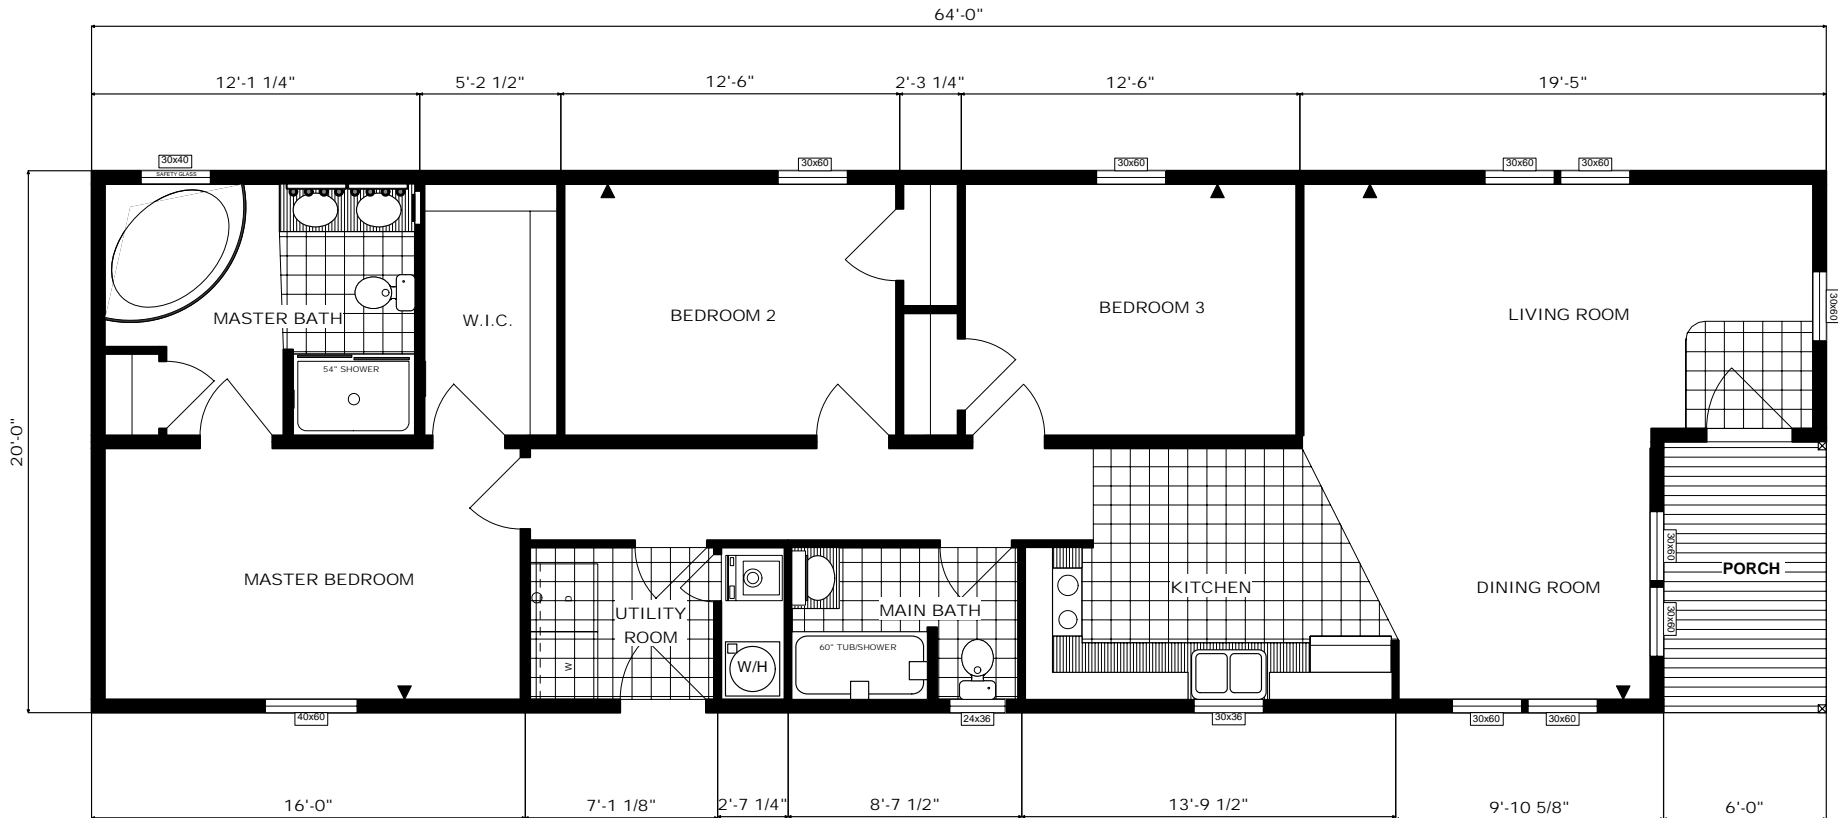 64'-0"
12'-1 1/4"
5'-2 1/2"
12'-6"
2'-3 1/4"
12'-6"
19'-5"
30x40
SAFETY GLASS
30x60
30x60
30x60
30x60
MASTER BATH
W.I.C.
BEDROOM 2
BEDROOM 3
LIVING ROOM
30x60
54" SHOWER
20'-0"
MASTER BEDROOM
D
W
UTILITY
ROOM
W/H
MAIN BATH
60" TUB/SHOWER
KITCHEN
DINING ROOM
30x60
30x60
PORCH
40x60
24x36
30x36
30x60
30x60
16'-0"
7'-1 1/8"
2'-7 1/4"
8'-7 1/2"
13'-9 1/2"
9'-10 5/8"
6'-0"